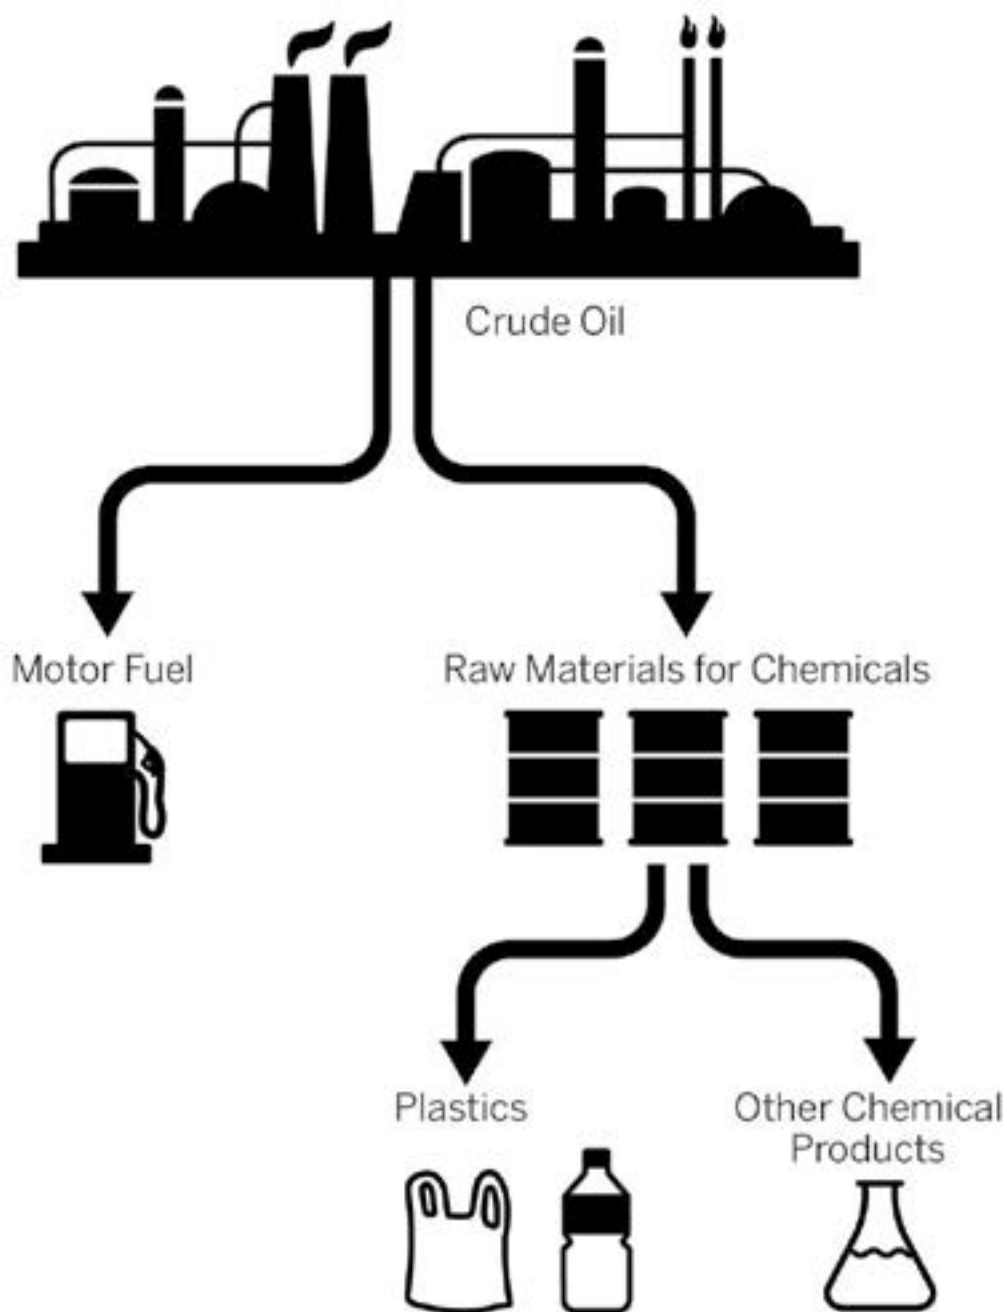 Crude Oil
Motor Fuel
Raw Materials for Chemicals
Plastics
Other Chemical
Products